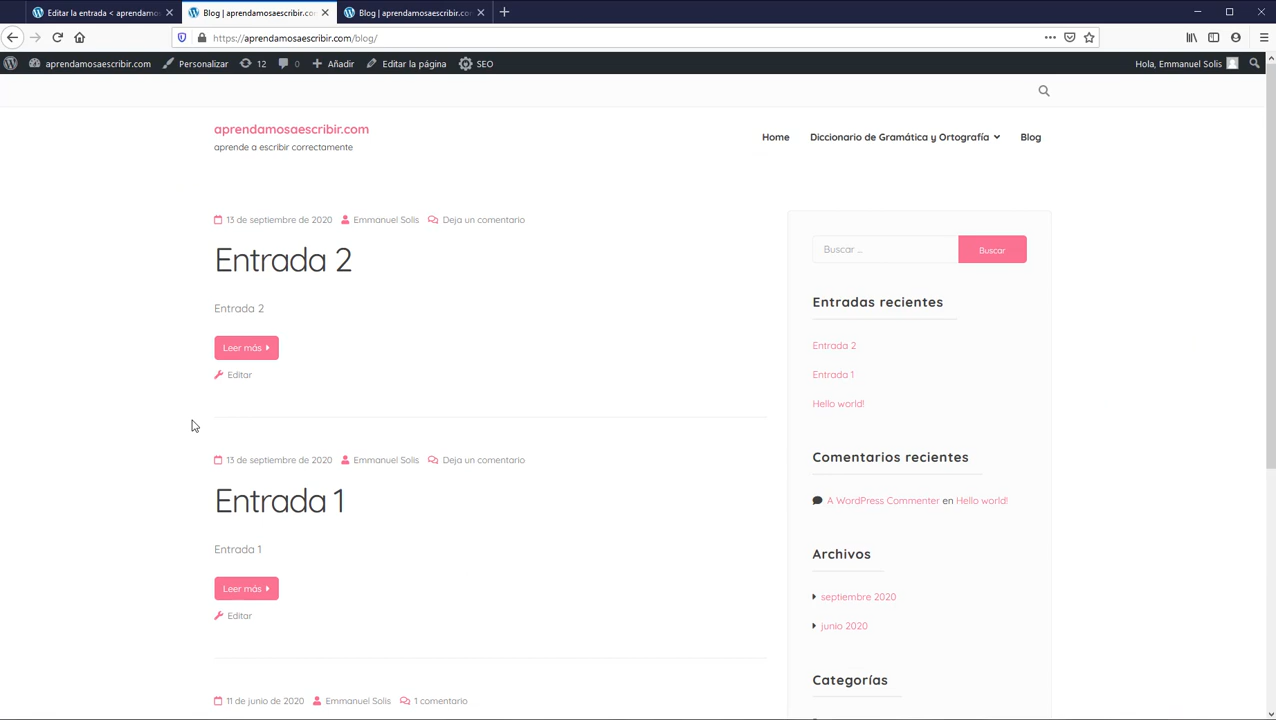 Editar la entrada < aprendamos
Blog | aprendamosaescribir.com
Blog | aprendamosaescribir.com
https://aprendamosaescribir.com/blog/
aprendamosaescribir.com Personalizar 12 0 Añadir Editar la página SEO Hola, Emmanuel Solis
aprendamosaescribir.com
aprende a escribir correctamente
Home Diccionario de Gramática y Ortografía Blog
13 de septiembre de 2020 Emmanuel Solis Deja un comentario
Entrada 2
Entrada 2
Leer más
Editar
13 de septiembre de 2020 Emmanuel Solis Deja un comentario
Entrada 1
Entrada 1
Leer más
Editar
11 de junio de 2020 Emmanuel Solis 1 comentario
Buscar ...
Buscar
Entradas recientes
Entrada 2
Entrada 1
Hello world!
Comentarios recientes
A WordPress Commenter en Hello world!
Archivos
septiembre 2020
junio 2020
Categorías